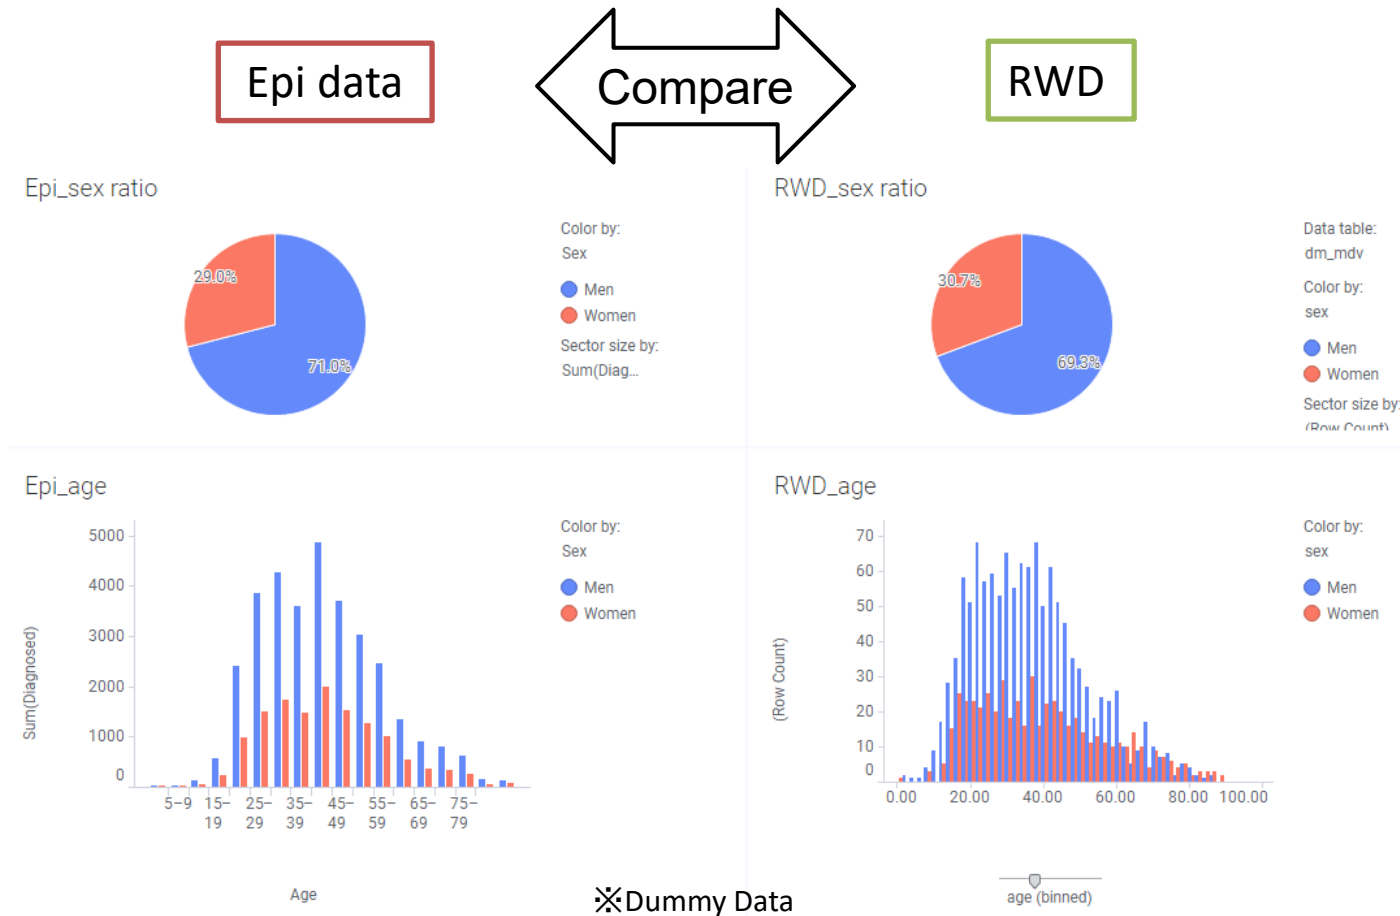 Epi data
Compare
RWD
Epi_sex ratio
29.0%
71.0%
Color by:
Sex
Men
Women
Sector size by:
Sum(Diag...
RWD_sex ratio
30.7%
69.3%
Data table:
dm_mdv
Color by:
sex
Men
Women
Sector size by:
(Row Count)
Epi_age
5000
4000
3000
2000
1000
0
Sum(Diagnosed)
5–9 15– 25– 35– 45– 55– 65– 75–
19 29 39 49 59 69 79
Age
Color by:
Sex
Men
Women
RWD_age
70
60
50
40
30
20
10
0
(Row Count)
0.00 20.00 40.00 60.00 80.00 100.00
age (binned)
Color by:
sex
Men
Women
※Dummy Data